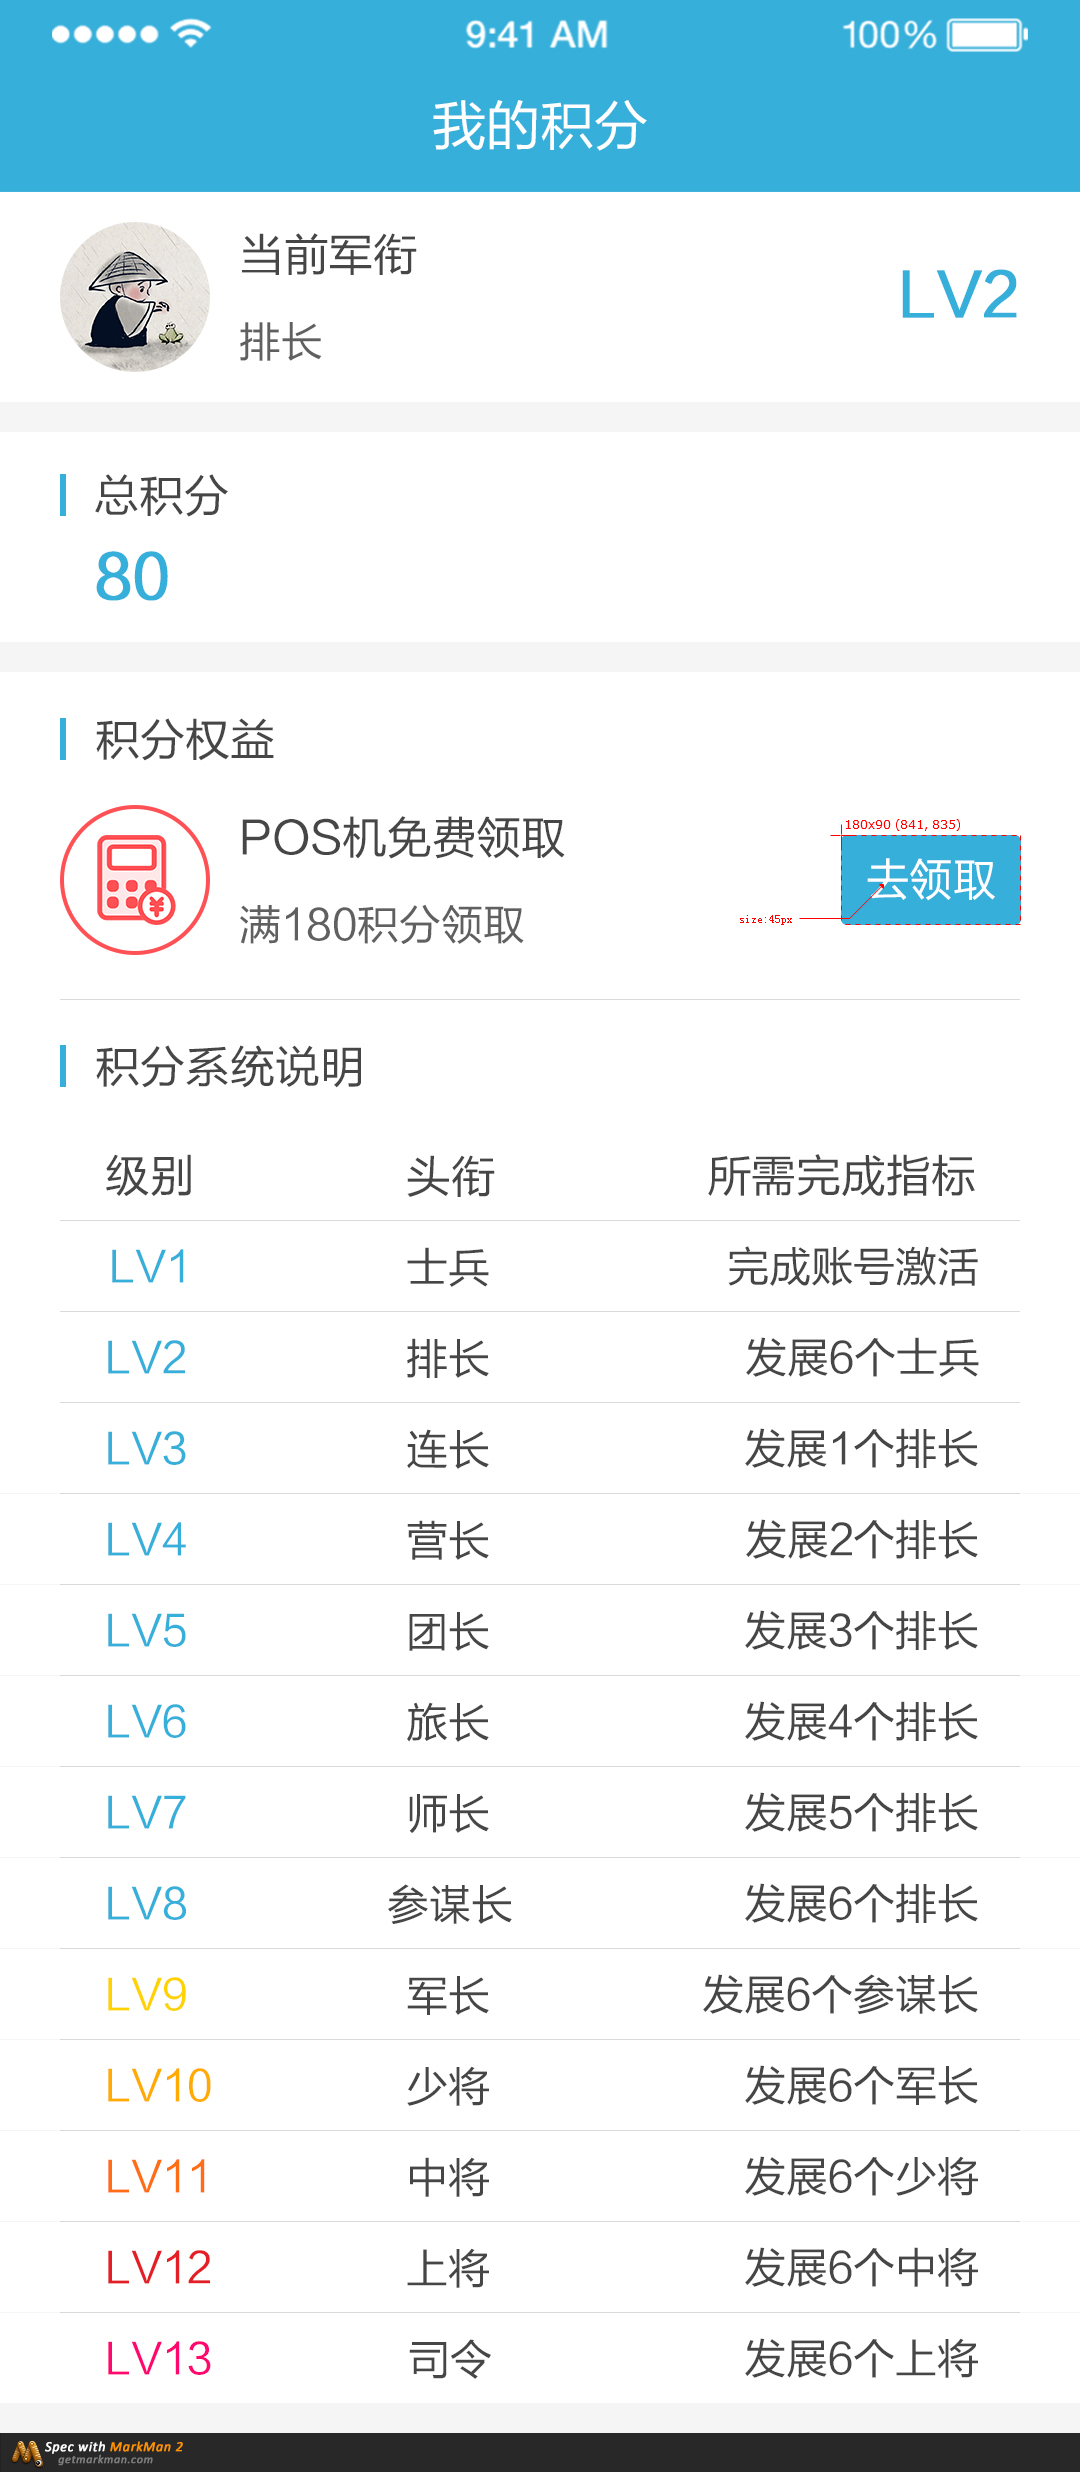 9:41 AM
100%
我的积分
当前军衔
排长
LV2
总积分
80
积分权益
POS机免费领取
满180积分领取
180x90 (841, 835)
去领取
size:45px
积分系统说明
级别 头衔 所需完成指标
LV1 士兵 完成账号激活
LV2 排长 发展6个士兵
LV3 连长 发展1个排长
LV4 营长 发展2个排长
LV5 团长 发展3个排长
LV6 旅长 发展4个排长
LV7 师长 发展5个排长
LV8 参谋长 发展6个排长
LV9 军长 发展6个参谋长
LV10 少将 发展6个军长
LV11 中将 发展6个少将
LV12 上将 发展6个中将
LV13 司令 发展6个上将
Spec with MarkMan 2
getmarkman.com